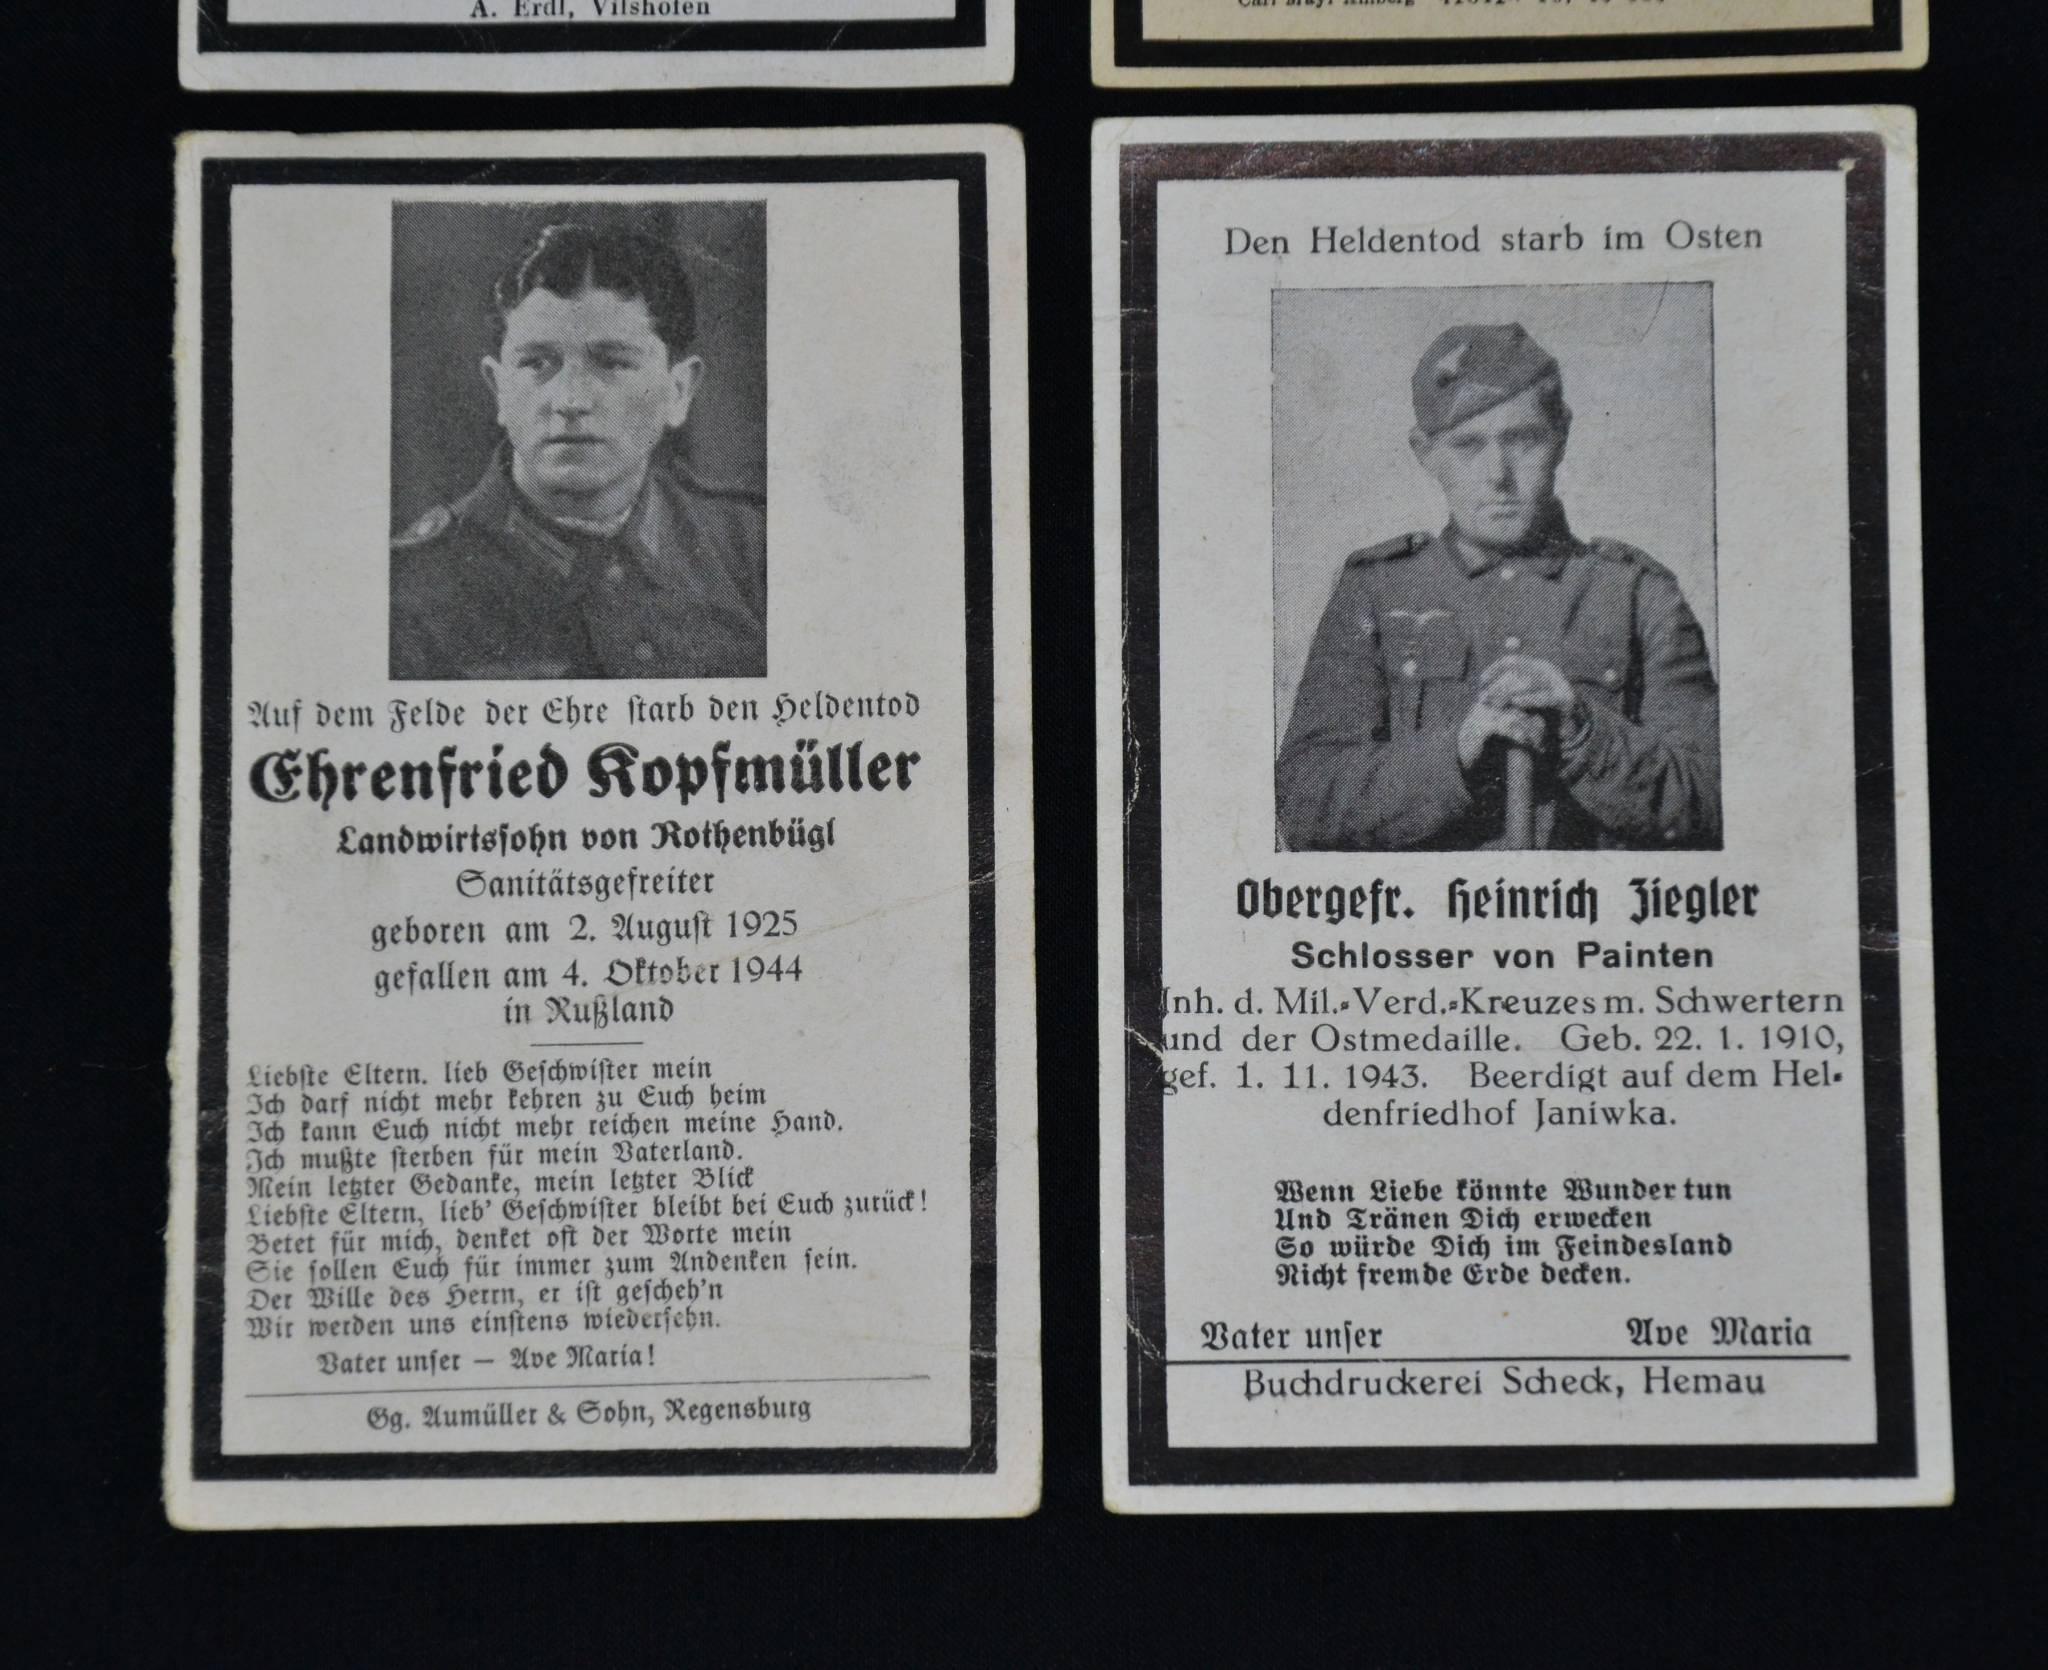 A. Erdl, Vilshofen
Auf dem Felde der Ehre starb den Heldentod
Ehrenfried Kopfmüller
Landwirtssohn von Rothenbügl
Sanitätsgefreiter
geboren am 2. August 1925
gefallen am 4. Oktober 1944
in Rußland
Liebste Eltern. lieb Geschwister mein
Ich darf nicht mehr kehren zu Euch heim
Ich kann Euch nicht mehr reichen meine Hand.
Ich mußte sterben für mein Vaterland.
Mein letzter Gedanke, mein letzter Blick
Liebste Eltern, lieb' Geschwister bleibt bei Euch zurück!
Betet für mich, denket oft der Worte mein
Sie sollen Euch für immer zum Andenken sein.
Der Wille des Herrn, er ist gescheh'n
Wir werden uns einstens wiedersehn.
Vater unser — Ave Maria!
Gg. Aumüller & Sohn, Regensburg
Den Heldentod starb im Osten
Obergefr. Heinrich Ziegler
Schlosser von Painten
Inh. d. Mil.-Verd.-Kreuzes m. Schwertern
und der Ostmedaille. Geb. 22. 1. 1910,
gef. 1. 11. 1943. Beerdigt auf dem Hel-
denfriedhof Janiwka.
Wenn Liebe könnte Wunder tun
Und Tränen Dich erwecken
So würde Dich im Feindesland
Nicht fremde Erde decken.
Vater unser Ave Maria
Buchdruckerei Scheck, Hemau